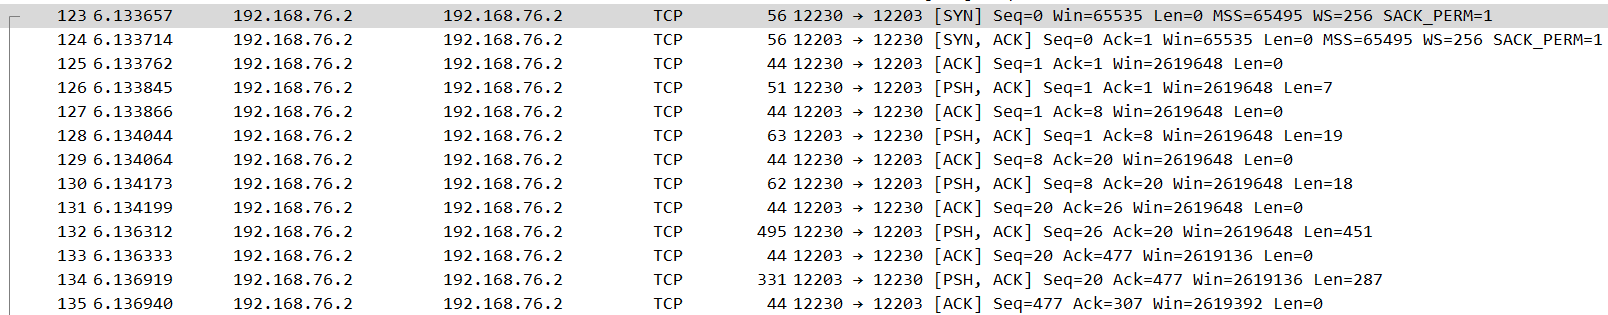 123 6.133657 192.168.76.2 192.168.76.2 TCP 56 12230 → 12203 [SYN] Seq=0 Win=65535 Len=0 MSS=65495 WS=256 SACK_PERM=1
124 6.133714 192.168.76.2 192.168.76.2 TCP 56 12203 → 12230 [SYN, ACK] Seq=0 Ack=1 Win=65535 Len=0 MSS=65495 WS=256 SACK_PERM=1
125 6.133762 192.168.76.2 192.168.76.2 TCP 44 12230 → 12203 [ACK] Seq=1 Ack=1 Win=2619648 Len=0
126 6.133845 192.168.76.2 192.168.76.2 TCP 51 12230 → 12203 [PSH, ACK] Seq=1 Ack=1 Win=2619648 Len=7
127 6.133866 192.168.76.2 192.168.76.2 TCP 44 12203 → 12230 [ACK] Seq=1 Ack=8 Win=2619648 Len=0
128 6.134044 192.168.76.2 192.168.76.2 TCP 63 12203 → 12230 [PSH, ACK] Seq=1 Ack=8 Win=2619648 Len=19
129 6.134064 192.168.76.2 192.168.76.2 TCP 44 12230 → 12203 [ACK] Seq=8 Ack=20 Win=2619648 Len=0
130 6.134173 192.168.76.2 192.168.76.2 TCP 62 12230 → 12203 [PSH, ACK] Seq=8 Ack=20 Win=2619648 Len=18
131 6.134199 192.168.76.2 192.168.76.2 TCP 44 12203 → 12230 [ACK] Seq=20 Ack=26 Win=2619648 Len=0
132 6.136312 192.168.76.2 192.168.76.2 TCP 495 12230 → 12203 [PSH, ACK] Seq=26 Ack=20 Win=2619648 Len=451
133 6.136333 192.168.76.2 192.168.76.2 TCP 44 12203 → 12230 [ACK] Seq=20 Ack=477 Win=2619136 Len=0
134 6.136919 192.168.76.2 192.168.76.2 TCP 331 12203 → 12230 [PSH, ACK] Seq=20 Ack=477 Win=2619136 Len=287
135 6.136940 192.168.76.2 192.168.76.2 TCP 44 12230 → 12203 [ACK] Seq=477 Ack=307 Win=2619392 Len=0